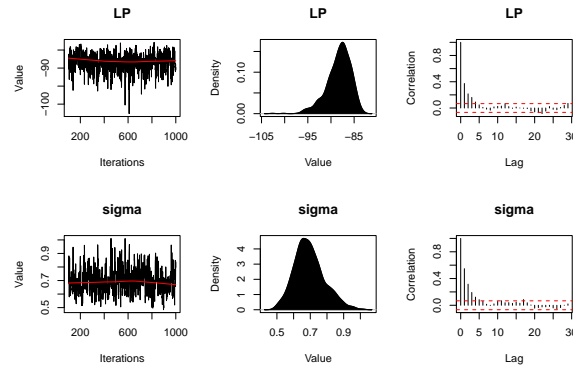 LP LP LP
Value
−100 −90
200 600 1000
Iterations
Density
0.00 0.10
−105 −95 −85
Value
Correlation
0.0 0.4 0.8
0 5 10 20 30
Lag
sigma sigma sigma
Value
0.5 0.7 0.9
200 600 1000
Iterations
Density
0 1 2 3 4
0.5 0.7 0.9
Value
Correlation
0.0 0.4 0.8
0 5 10 20 30
Lag